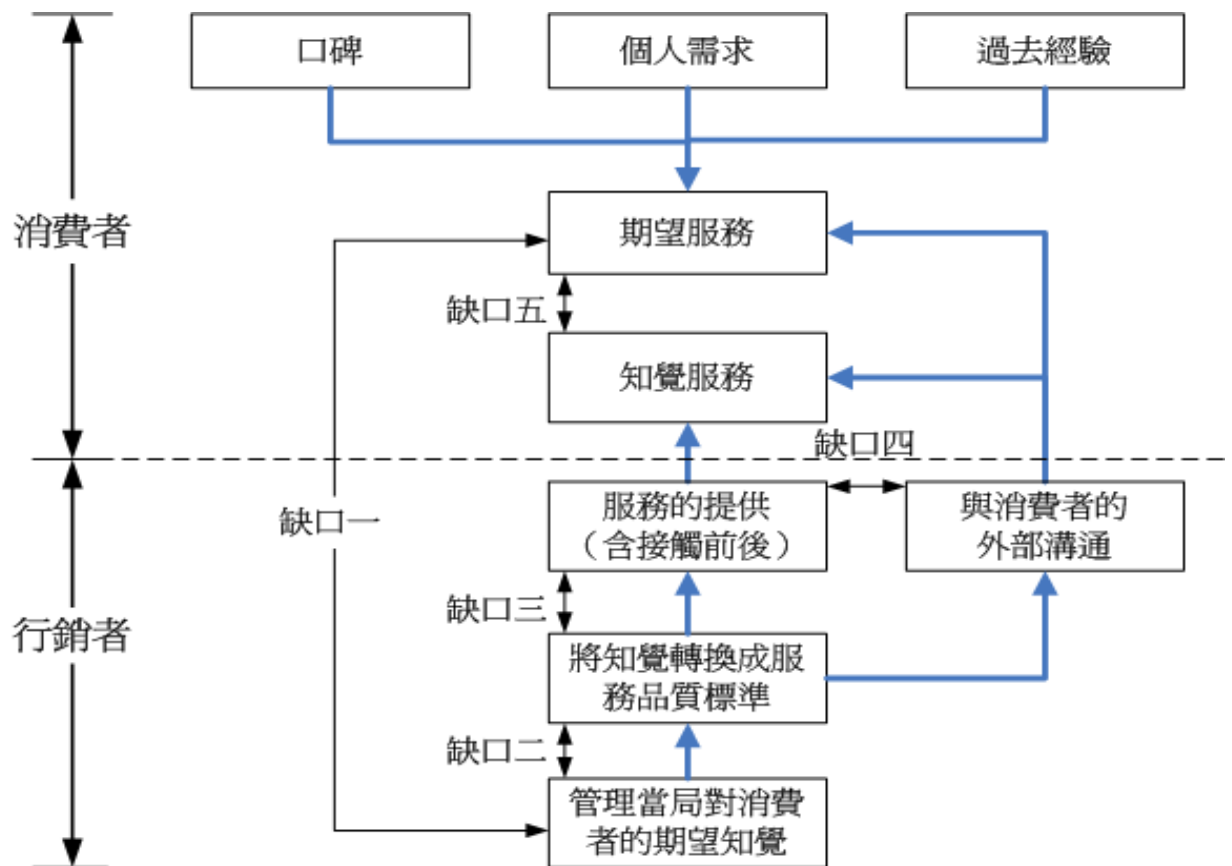 口碑
個人需求
過去經驗
消費者
期望服務
缺口五
知覺服務
缺口四
缺口一
服務的提供
（含接觸前後）
與消費者的
外部溝通
行銷者
缺口三
將知覺轉換成服
務品質標準
缺口二
管理當局對消費
者的期望知覺